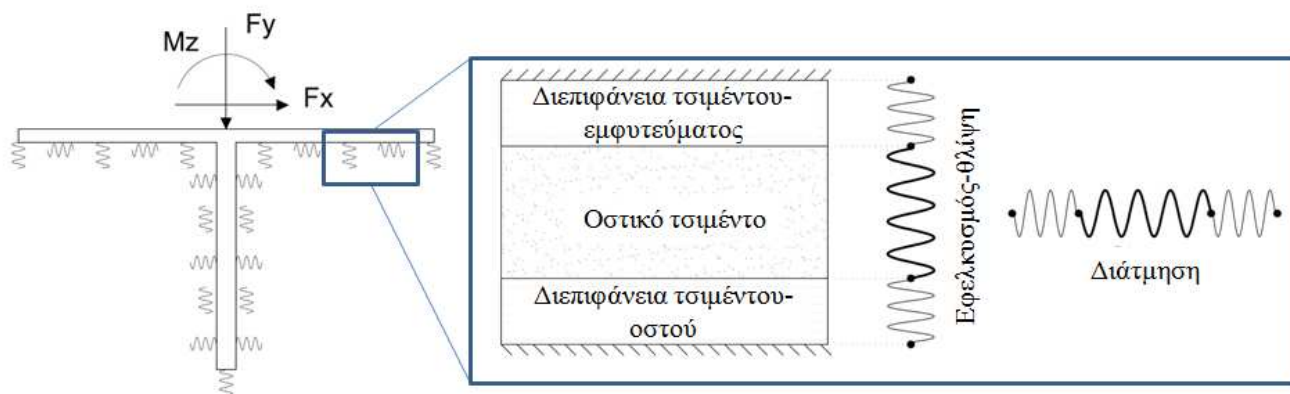 Fy
Mz
Fx
Διεπιφάνεια τσιμέντου-
εμφυτεύματος
Οστικό τσιμέντο
Διεπιφάνεια τσιμέντου-
οστού
Εφελκυσμός-θλίψη
Διάτμηση